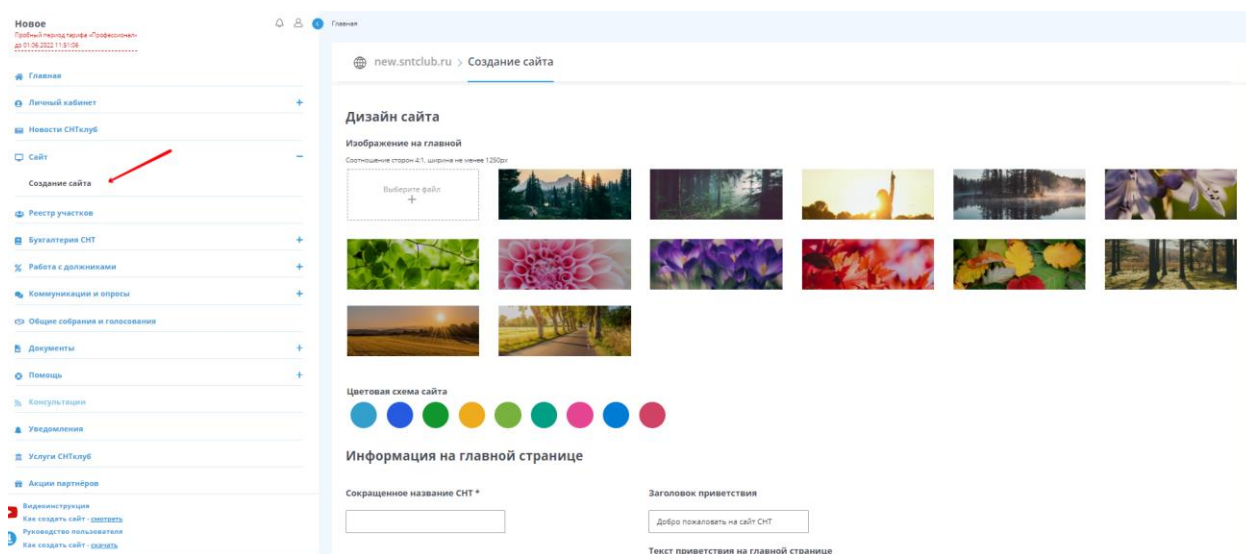 Новое
Пробный период тарифа «Профессионал»
до 01.06.2022 11:51:06
Главная
Личный кабинет +
Новости СНТклуб
Сайт −
Создание сайта
Реестр участков
Бухгалтерия СНТ +
Работа с должниками +
Коммуникации и опросы +
Общие собрания и голосования
Документы +
Помощь +
Консультации
Уведомления
Услуги СНТклуб
Акции партнёров
Видеоинструкция
Как создать сайт - смотреть
Руководство пользователя
Как создать сайт - скачать
Главная
new.sntclub.ru > Создание сайта
Дизайн сайта
Изображение на главной
Соотношение сторон 4:1, ширина не менее 1250px
Выберите файл
+
Цветовая схема сайта
Информация на главной странице
Сокращенное название СНТ *
Заголовок приветствия
Добро пожаловать на сайт СНТ
Текст приветствия на главной странице